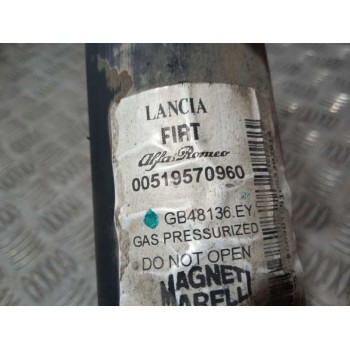 LANCIA
FIAT
Alfa Romeo
00519570960
GB48136.EY
GAS PRESSURIZED
DO NOT OPEN
MAGNETI
MARELLI